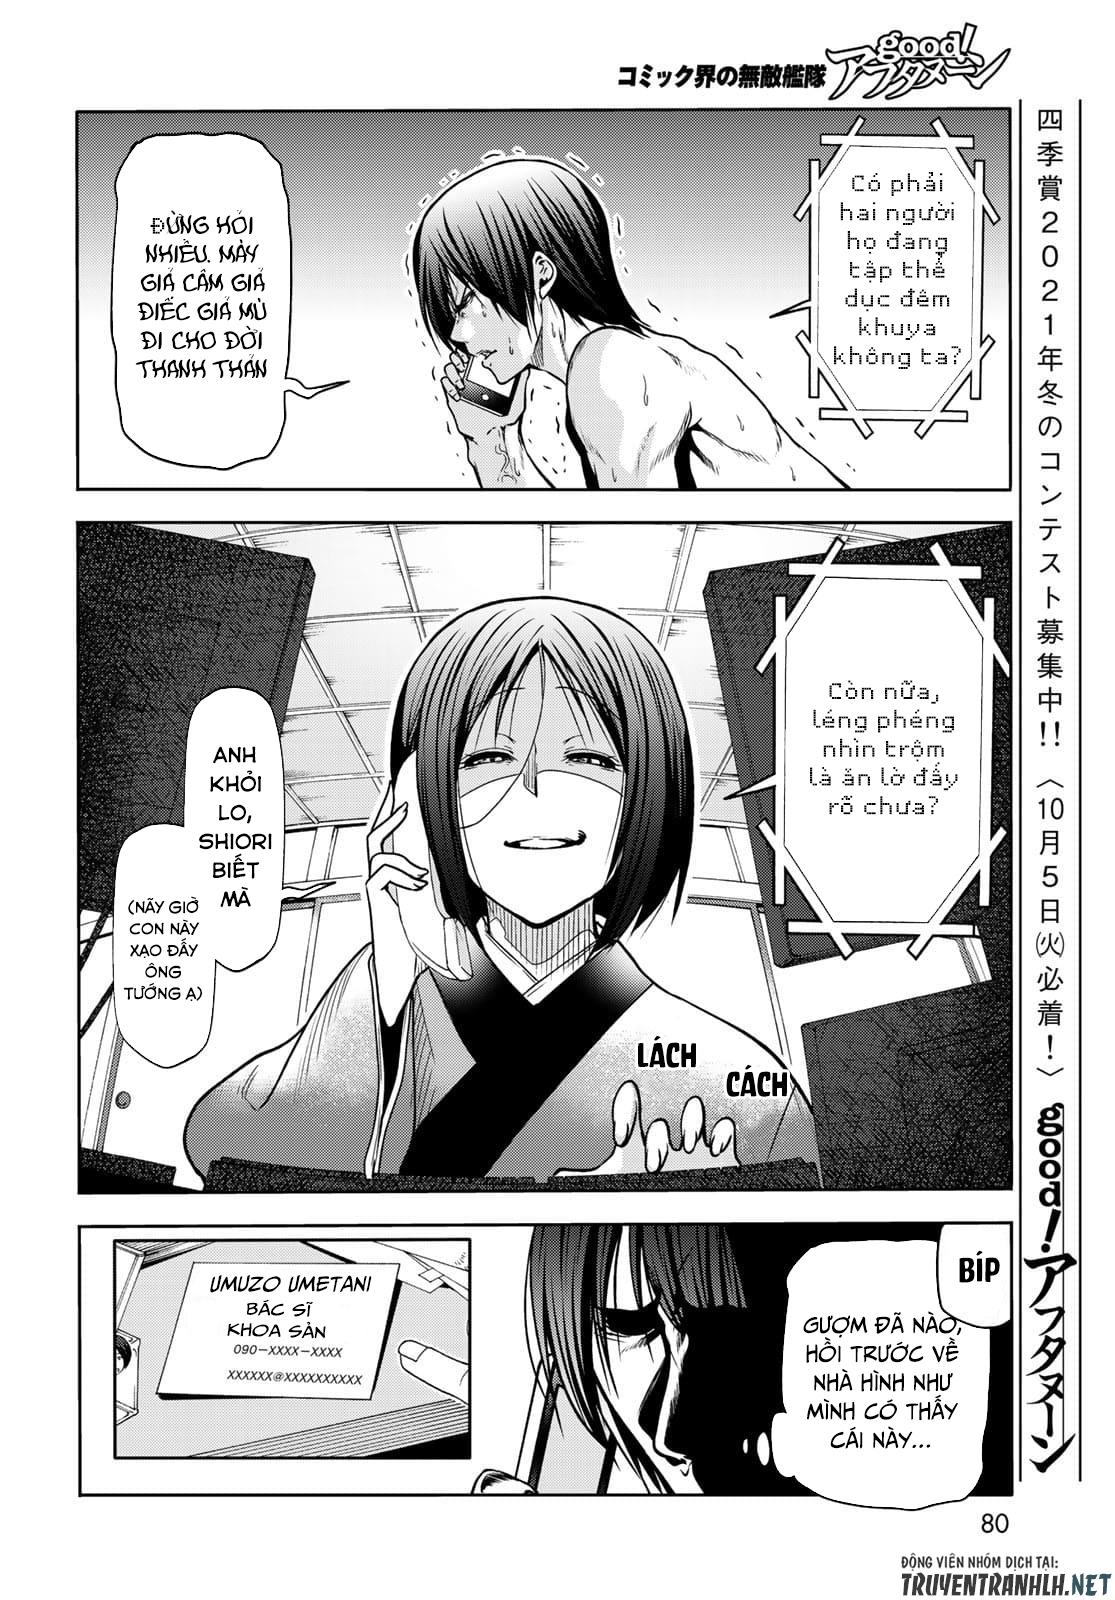 コミック界の無敵艦隊
good!
アフタヌーン
四季賞2021年冬のコンテスト募集中!!〈10月5日㈫必着!〉
good!アフタヌーン
Có phải
hai người
họ đang
tập thể
dục đêm
khuya
không ta?
ĐỪNG HỎI
NHIỀU. MÀY
GIẢ CÂM GIẢ
ĐIẾC GIẢ MÙ
ĐI CHO ĐỜI
THANH THẢN
Còn nữa,
léng phéng
nhìn trộm
là ăn lờ đấy
rõ chưa?
ANH
KHỎI
LO,
SHIORI
BIẾT
MÀ
(NÃY GIỜ
CON NÀY
XẠO ĐẤY
ÔNG
TƯỚNG Ạ)
LÁCH
CÁCH
BÍP
GƯỢM ĐÃ NÀO,
HỒI TRƯỚC VỀ
NHÀ HÌNH NHƯ
MÌNH CÓ THẤY
CÁI NÀY...
UMUZO UMETANI
BÁC SĨ
KHOA SẢN
090-XXXX-XXXX
XXXXXX@XXXXXXXXXX
80
ĐỘNG VIÊN NHÓM DỊCH TẠI:
TRUYENTRANHLH.NET